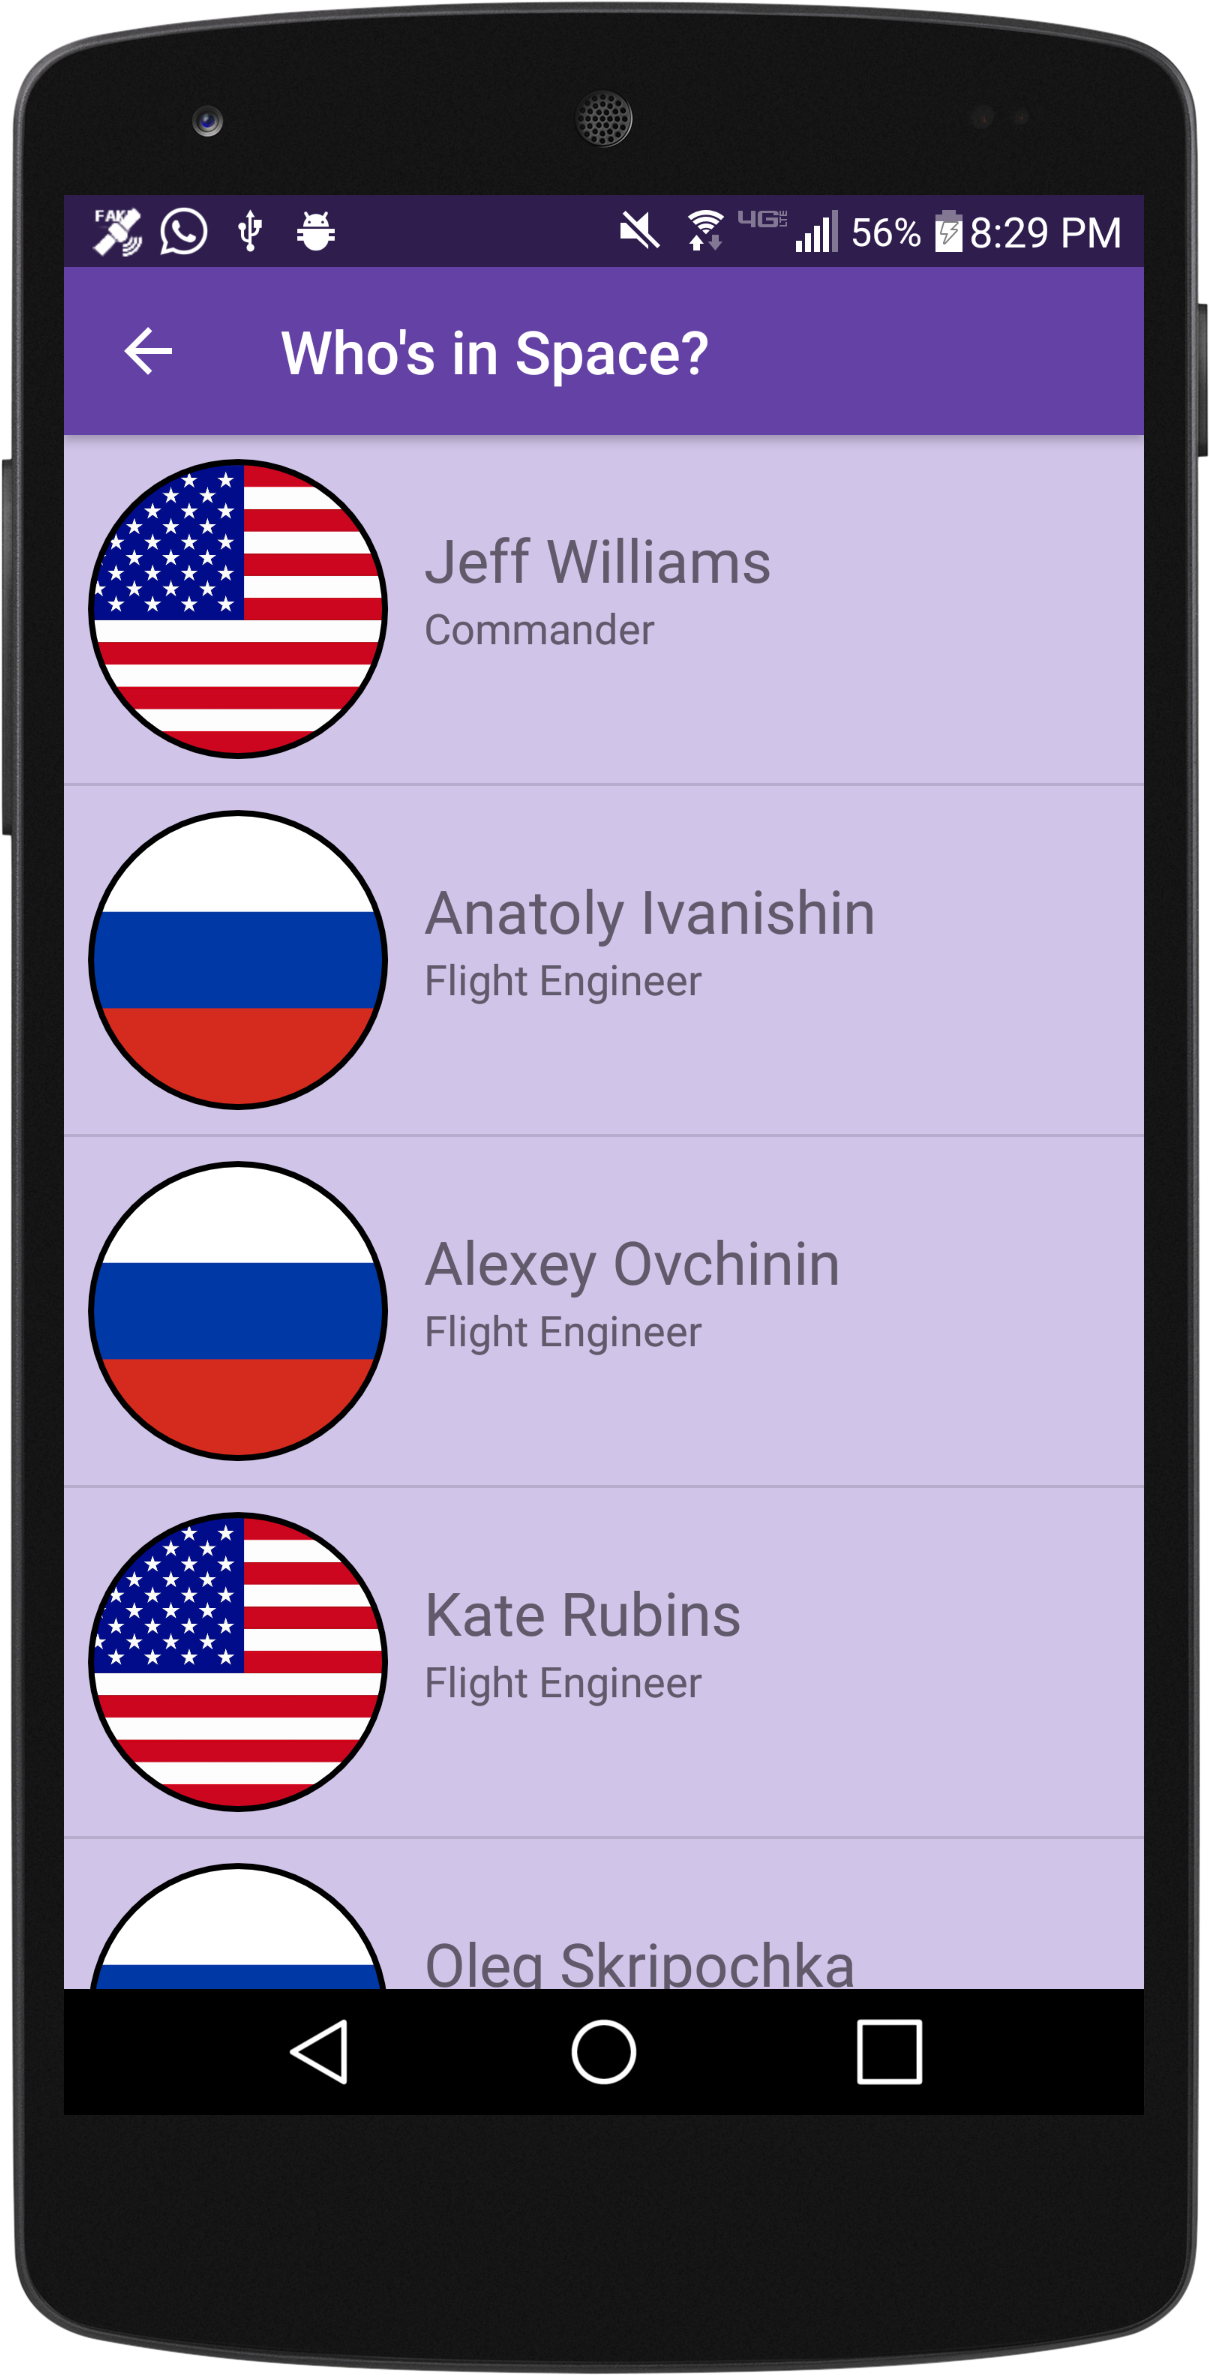 FAKE
4G LTE 56% 8:29 PM
Who's in Space?
Jeff Williams
Commander
Anatoly Ivanishin
Flight Engineer
Alexey Ovchinin
Flight Engineer
Kate Rubins
Flight Engineer
Oleg Skripochka